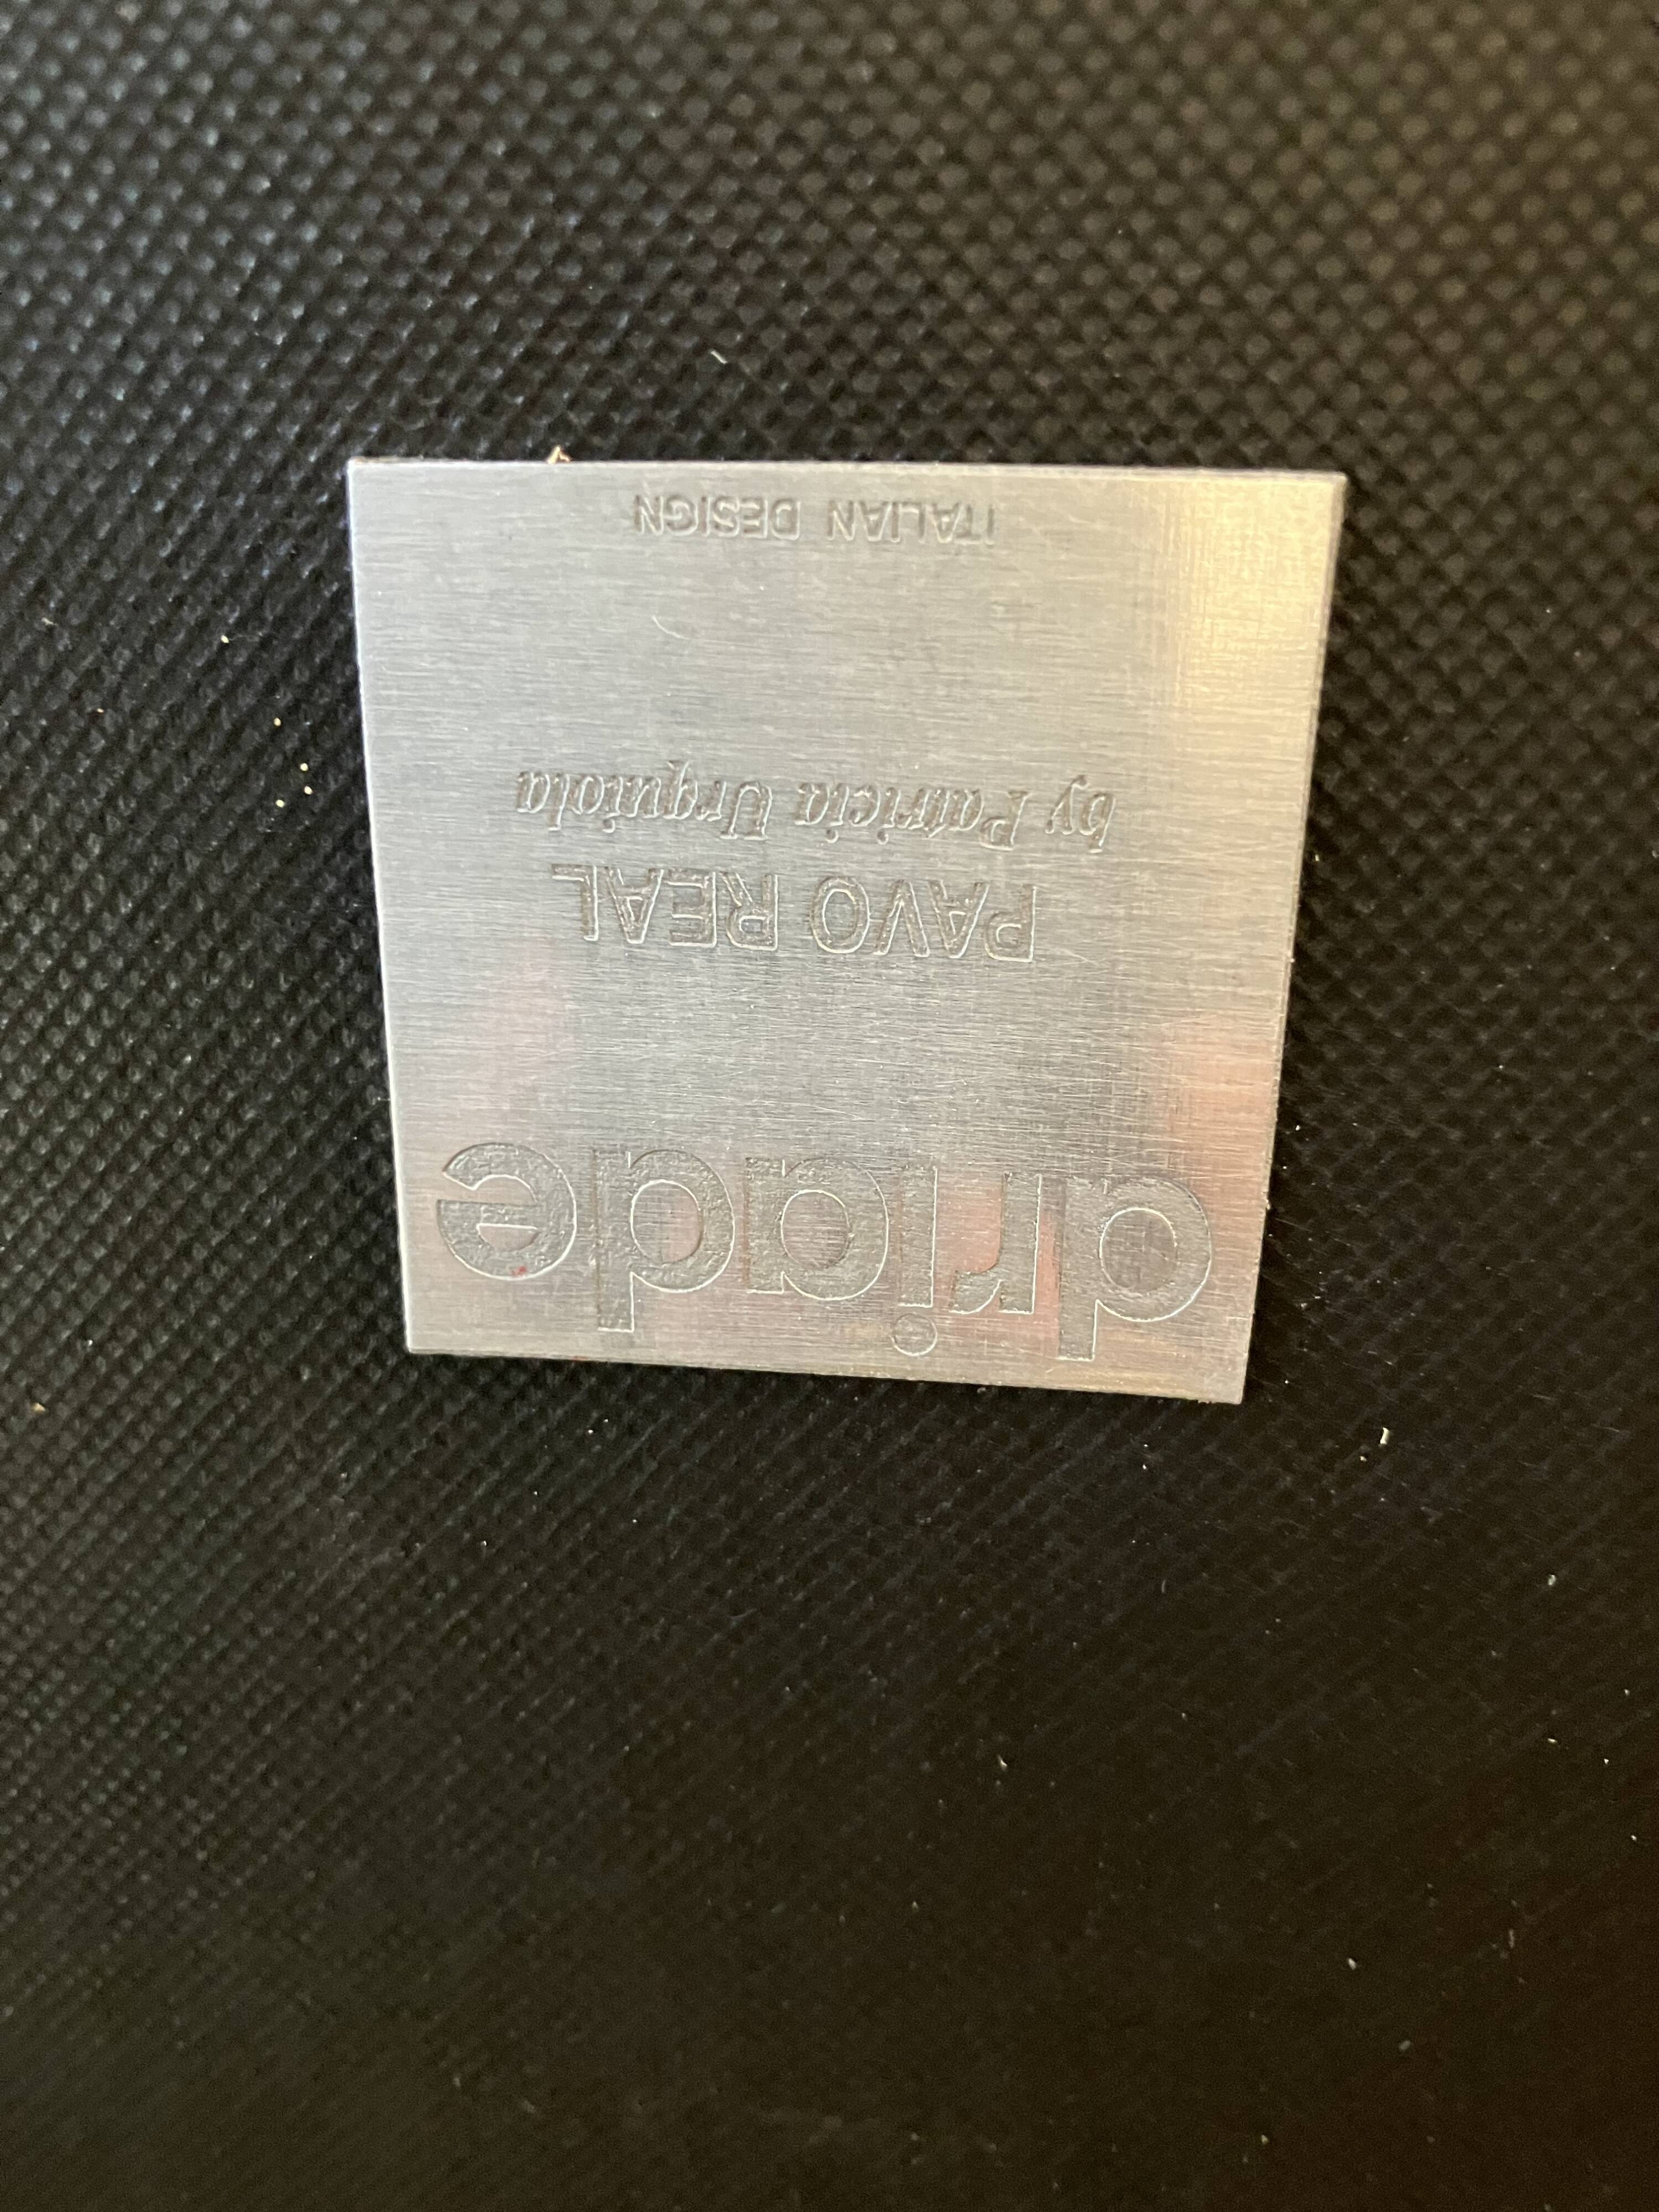 driade
PAVO REAL
by Patricia Urquiola
ITALIAN DESIGN